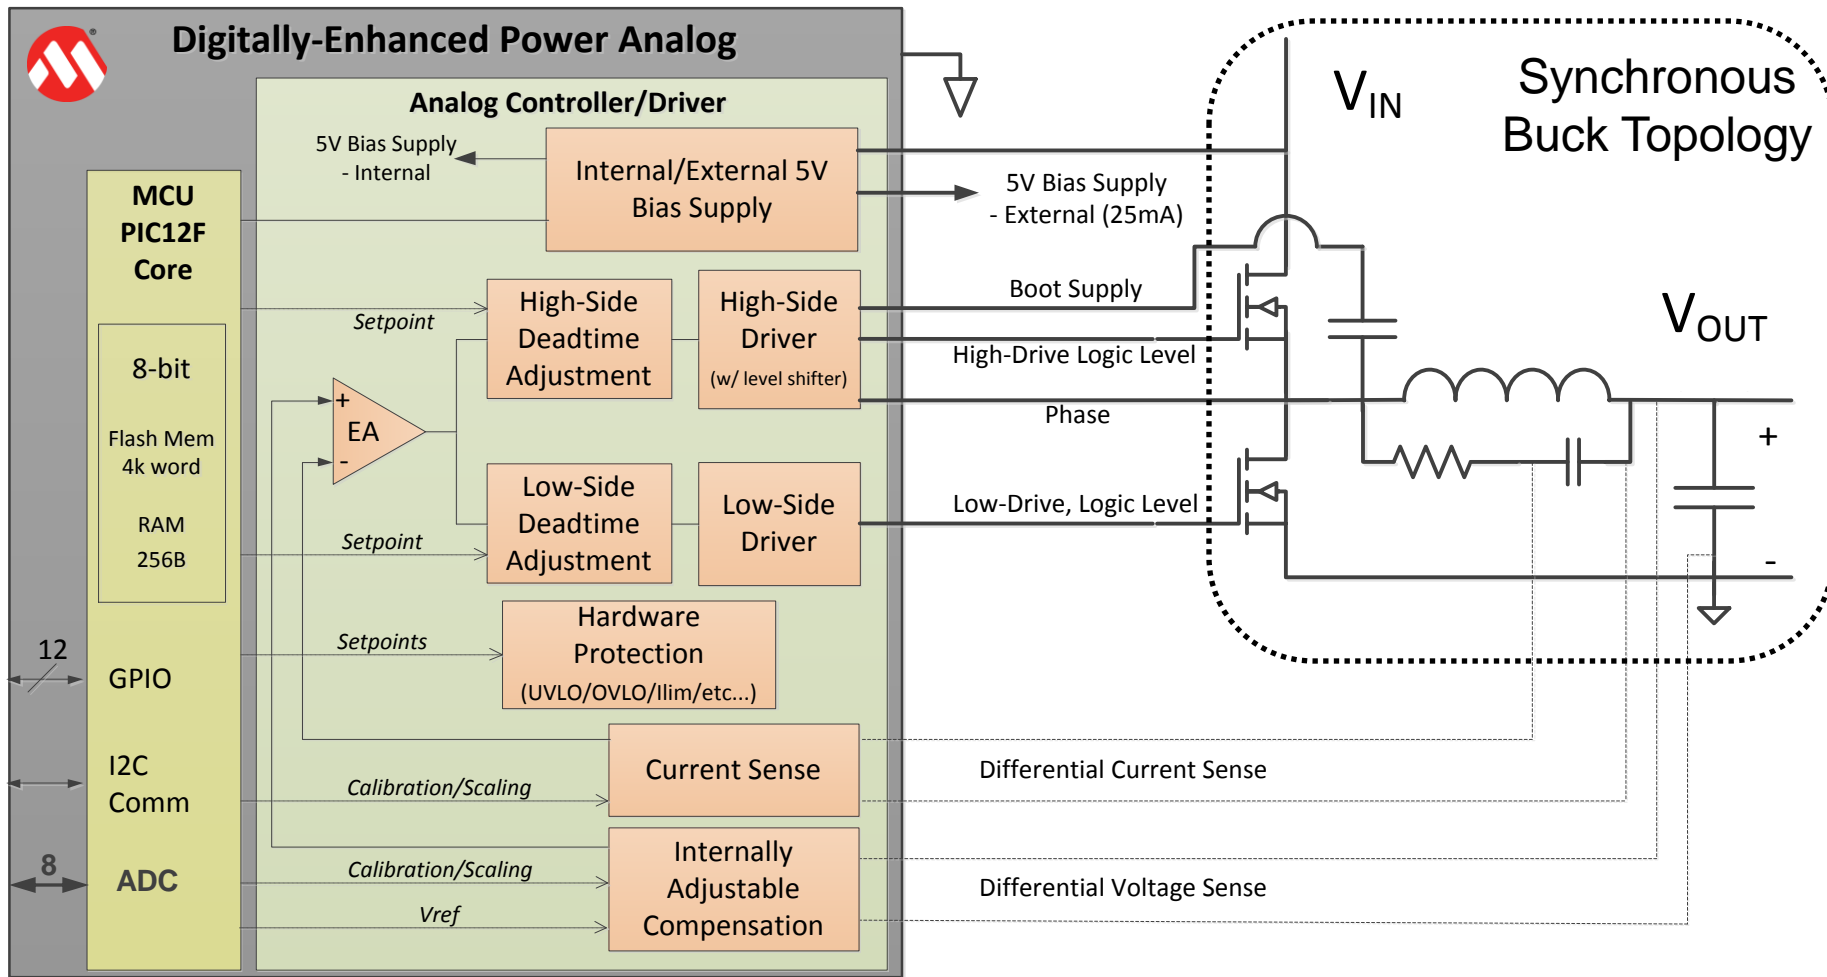 Digitally-Enhanced Power Analog
®
Analog Controller/Driver
5V Bias Supply
- Internal
Internal/External 5V
Bias Supply
5V Bias Supply
- External (25mA)
MCU
PIC12F
Core
8-bit
Flash Mem
4k word
RAM
256B
12
GPIO
I2C
Comm
8
ADC
Setpoint
High-Side
Deadtime
Adjustment
High-Side
Driver
(w/ level shifter)
+
EA
-
Setpoint
Low-Side
Deadtime
Adjustment
Low-Side
Driver
Setpoints
Hardware
Protection
(UVLO/OVLO/Ilim/etc...)
Calibration/Scaling
Current Sense
Calibration/Scaling
Vref
Internally
Adjustable
Compensation
Boot Supply
High-Drive Logic Level
Phase
Low-Drive, Logic Level
Differential Current Sense
Differential Voltage Sense
VIN
Synchronous
Buck Topology
VOUT
+
-